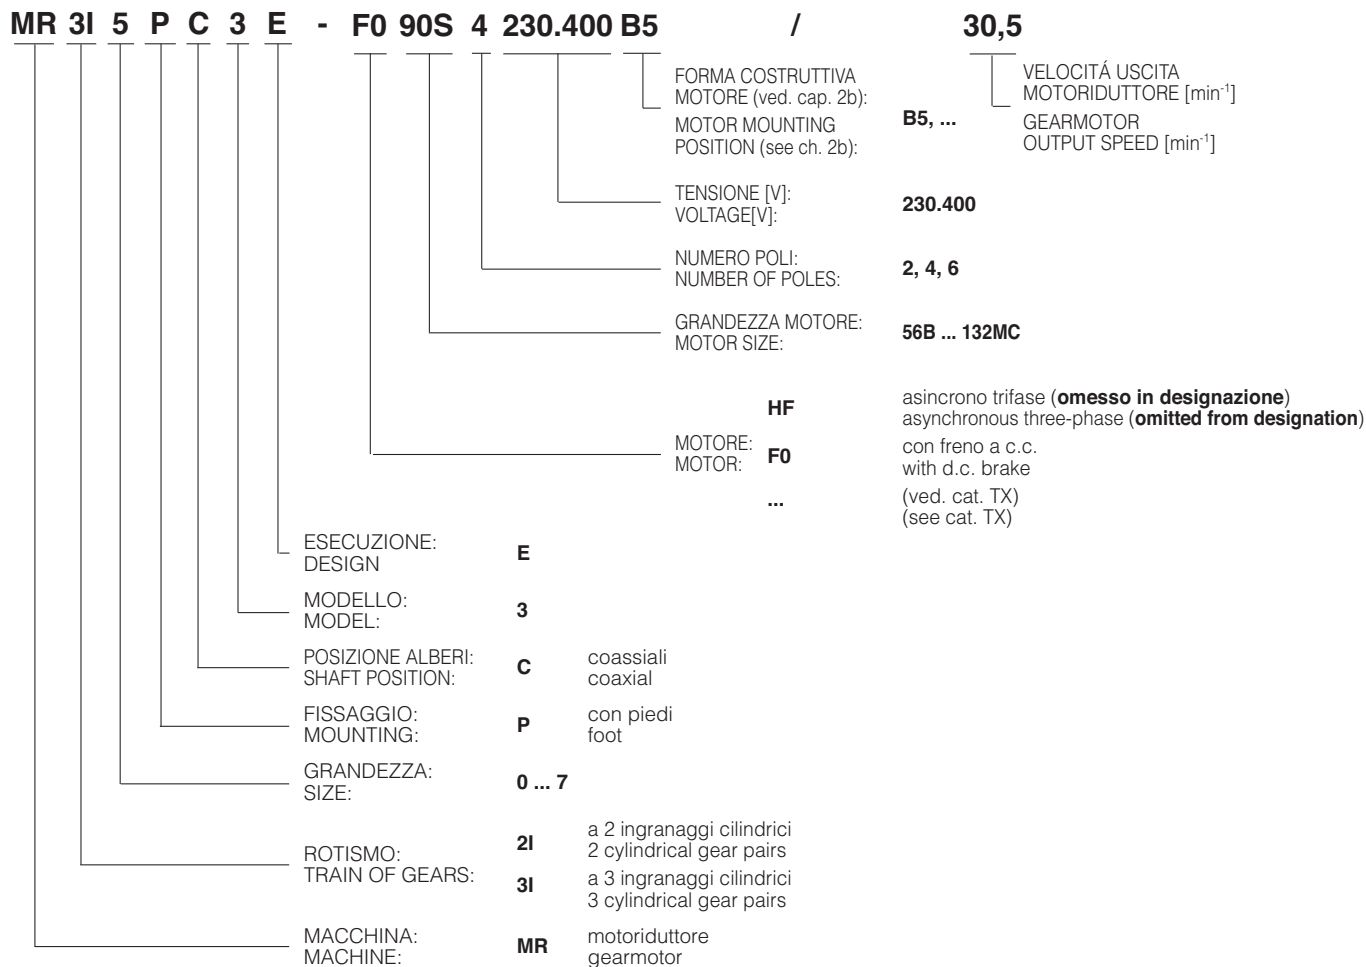 MR 3I 5 P C 3 E - F0 90S 4 230.400 B5 / 30,5
FORMA COSTRUTTIVA
MOTORE (ved. cap. 2b):
MOTOR MOUNTING
POSITION (see ch. 2b):
B5, ...
VELOCITÁ USCITA
MOTORIDUTTORE [min-1]
GEARMOTOR
OUTPUT SPEED [min-1]
TENSIONE [V]:
VOLTAGE[V]:
230.400
NUMERO POLI:
NUMBER OF POLES:
2, 4, 6
GRANDEZZA MOTORE:
MOTOR SIZE:
56B ... 132MC
MOTORE:
MOTOR:
HF
asincrono trifase (omesso in designazione)
asynchronous three-phase (omitted from designation)
F0
con freno a c.c.
with d.c. brake
...
(ved. cat. TX)
(see cat. TX)
ESECUZIONE:
DESIGN
E
MODELLO:
MODEL:
3
POSIZIONE ALBERI:
SHAFT POSITION:
C
coassiali
coaxial
FISSAGGIO:
MOUNTING:
P
con piedi
foot
GRANDEZZA:
SIZE:
0 ... 7
ROTISMO:
TRAIN OF GEARS:
2I
a 2 ingranaggi cilindrici
2 cylindrical gear pairs
3I
a 3 ingranaggi cilindrici
3 cylindrical gear pairs
MACCHINA:
MACHINE:
MR
motoriduttore
gearmotor